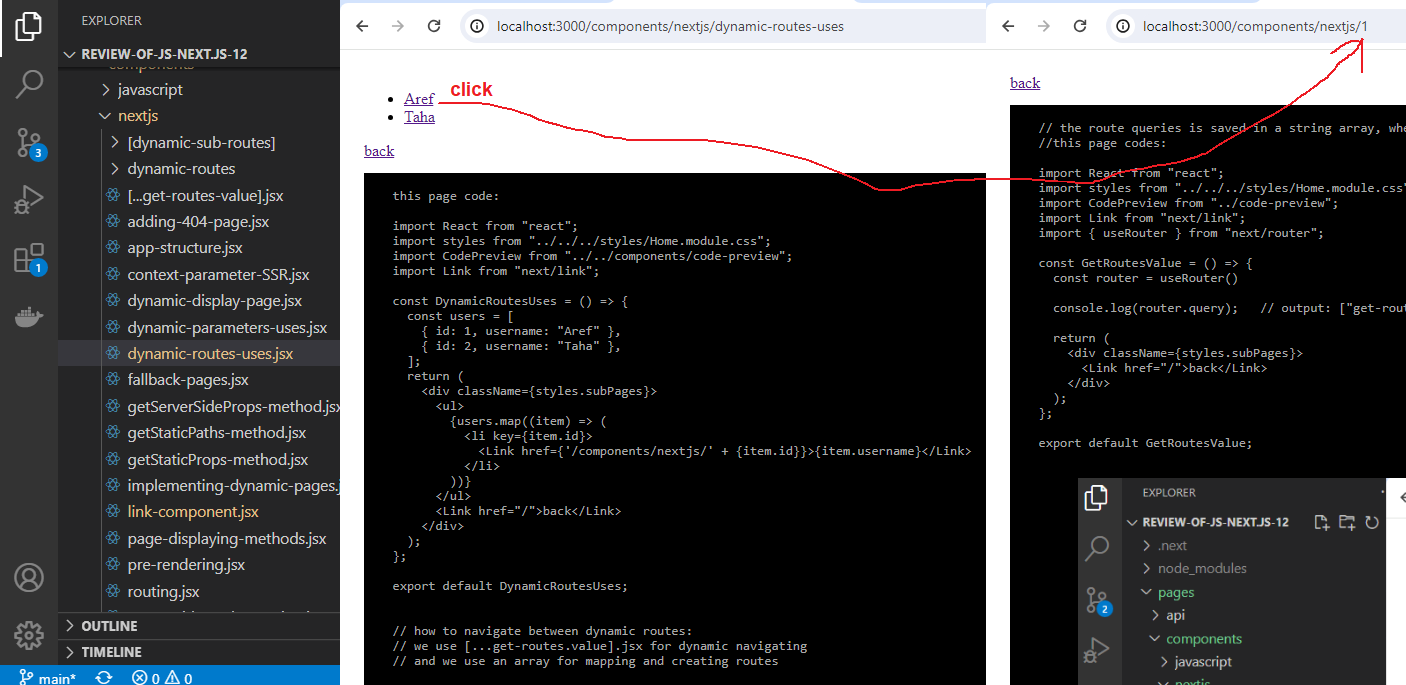 EXPLORER
REVIEW-OF-JS-NEXT.JS-12
components
javascript
nextjs
[dynamic-sub-routes]
dynamic-routes
[...get-routes-value].jsx
adding-404-page.jsx
app-structure.jsx
context-parameter-SSR.jsx
dynamic-display-page.jsx
dynamic-parameters-uses.jsx
dynamic-routes-uses.jsx
fallback-pages.jsx
getServerSideProps-method.jsx
getStaticPaths-method.jsx
getStaticProps-method.jsx
implementing-dynamic-pages.j
link-component.jsx
page-displaying-methods.jsx
pre-rendering.jsx
routing.jsx
OUTLINE
TIMELINE
main*
0
0
3
1
localhost:3000/components/nextjs/dynamic-routes-uses
Aref
click
Taha
back
this page code:
import React from "react";
import styles from "../../../styles/Home.module.css";
import CodePreview from "../../components/code-preview";
import Link from "next/link";
const DynamicRoutesUses = () => {
const users = [
{ id: 1, username: "Aref" },
{ id: 2, username: "Taha" },
];
return (
<div className={styles.subPages}>
<ul>
{users.map((item) => (
<li key={item.id}>
<Link href={'/components/nextjs/' + {item.id}}>{item.username}</Link>
</li>
))}
</ul>
<Link href="/">back</Link>
</div>
);
};
export default DynamicRoutesUses;
// how to navigate between dynamic routes:
// we use [...get-routes.value].jsx for dynamic navigating
// and we use an array for mapping and creating routes
localhost:3000/components/nextjs/1
back
// the route queries is saved in a string array, whe
//this page codes:
import React from "react";
import styles from "../../../styles/Home.module.css"
import CodePreview from "../code-preview";
import Link from "next/link";
import { useRouter } from "next/router";
const GetRoutesValue = () => {
const router = useRouter()
console.log(router.query); // output: ["get-rout
return (
<div className={styles.subPages}>
<Link href="/">back</Link>
</div>
);
};
export default GetRoutesValue;
EXPLORER
REVIEW-OF-JS-NEXT.JS-12
.next
node_modules
pages
api
components
javascript
nextjs
2